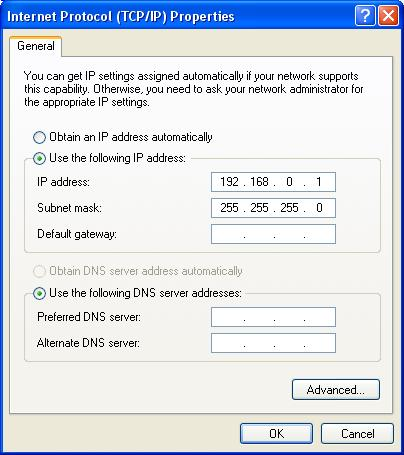 Internet Protocol (TCP/IP) Properties
General
You can get IP settings assigned automatically if your network supports
this capability. Otherwise, you need to ask your network administrator for
the appropriate IP settings.
Obtain an IP address automatically
Use the following IP address:
IP address: 192 . 168 . 0 . 1
Subnet mask: 255 . 255 . 255 . 0
Default gateway: . . .
Obtain DNS server address automatically
Use the following DNS server addresses:
Preferred DNS server: . . .
Alternate DNS server: . . .
Advanced...
OK Cancel